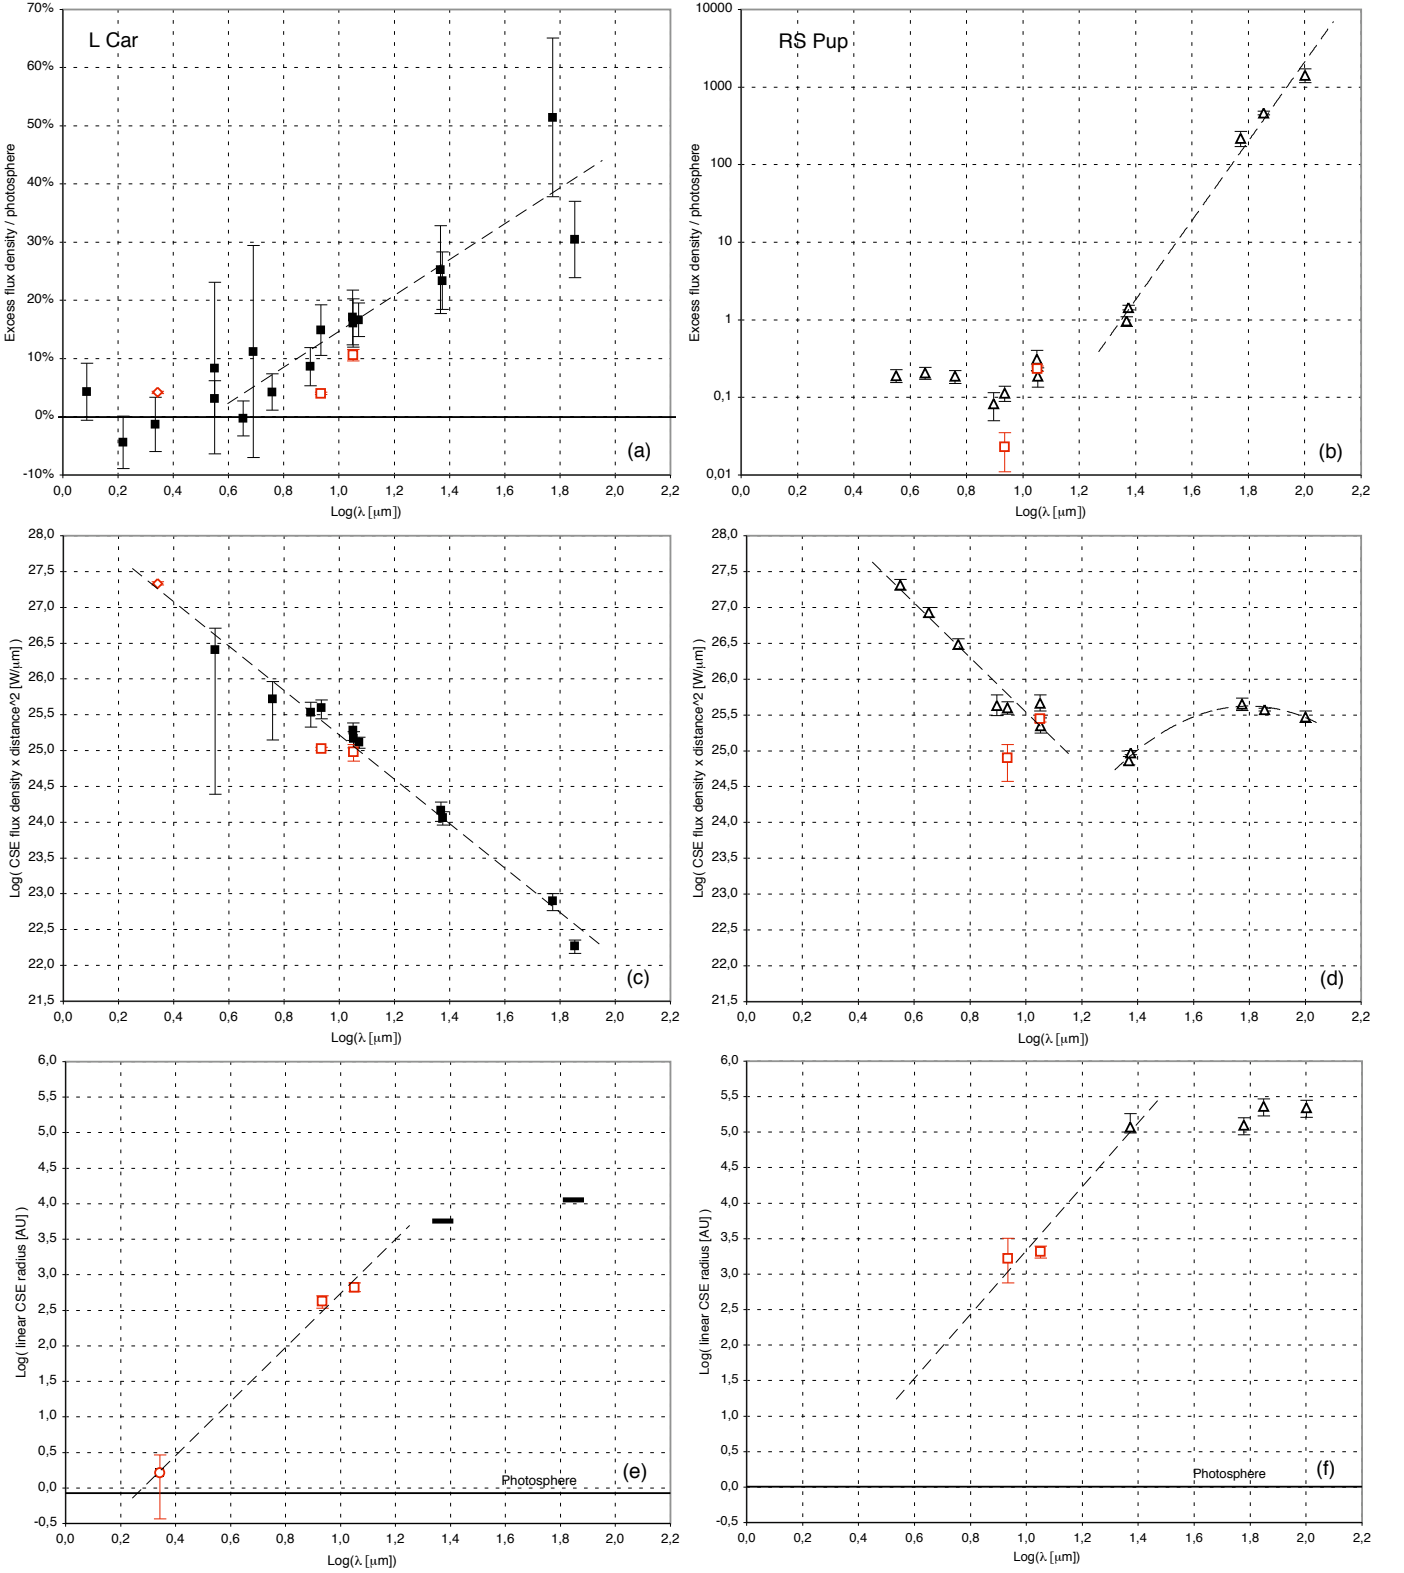 L Car
Excess flux density / photosphere
70%
60%
50%
40%
30%
20%
10%
0%
-10%
0,0 0,2 0,4 0,6 0,8 1,0 1,2 1,4 1,6 1,8 2,0 2,2
Log(λ [μm])
(a)
RS Pup
Excess flux density / photosphere
10000
1000
100
10
1
0,1
0,01
0,0 0,2 0,4 0,6 0,8 1,0 1,2 1,4 1,6 1,8 2,0 2,2
Log(λ [μm])
(b)
Log( CSE flux density x distance^2 [W/μm] )
28,0
27,5
27,0
26,5
26,0
25,5
25,0
24,5
24,0
23,5
23,0
22,5
22,0
21,5
0,0 0,2 0,4 0,6 0,8 1,0 1,2 1,4 1,6 1,8 2,0 2,2
Log(λ [μm])
(c)
Log( CSE flux density x distance^2 [W/μm] )
28,0
27,5
27,0
26,5
26,0
25,5
25,0
24,5
24,0
23,5
23,0
22,5
22,0
21,5
0,0 0,2 0,4 0,6 0,8 1,0 1,2 1,4 1,6 1,8 2,0 2,2
Log(λ [μm])
(d)
Log( linear CSE radius [AU] )
6,0
5,5
5,0
4,5
4,0
3,5
3,0
2,5
2,0
1,5
1,0
0,5
0,0
-0,5
Photosphere
(e)
0,0 0,2 0,4 0,6 0,8 1,0 1,2 1,4 1,6 1,8 2,0 2,2
Log(λ [μm])
Log( linear CSE radius [AU] )
6,0
5,5
5,0
4,5
4,0
3,5
3,0
2,5
2,0
1,5
1,0
0,5
0,0
-0,5
Photosphere
(f)
0,0 0,2 0,4 0,6 0,8 1,0 1,2 1,4 1,6 1,8 2,0 2,2
Log(λ [μm])